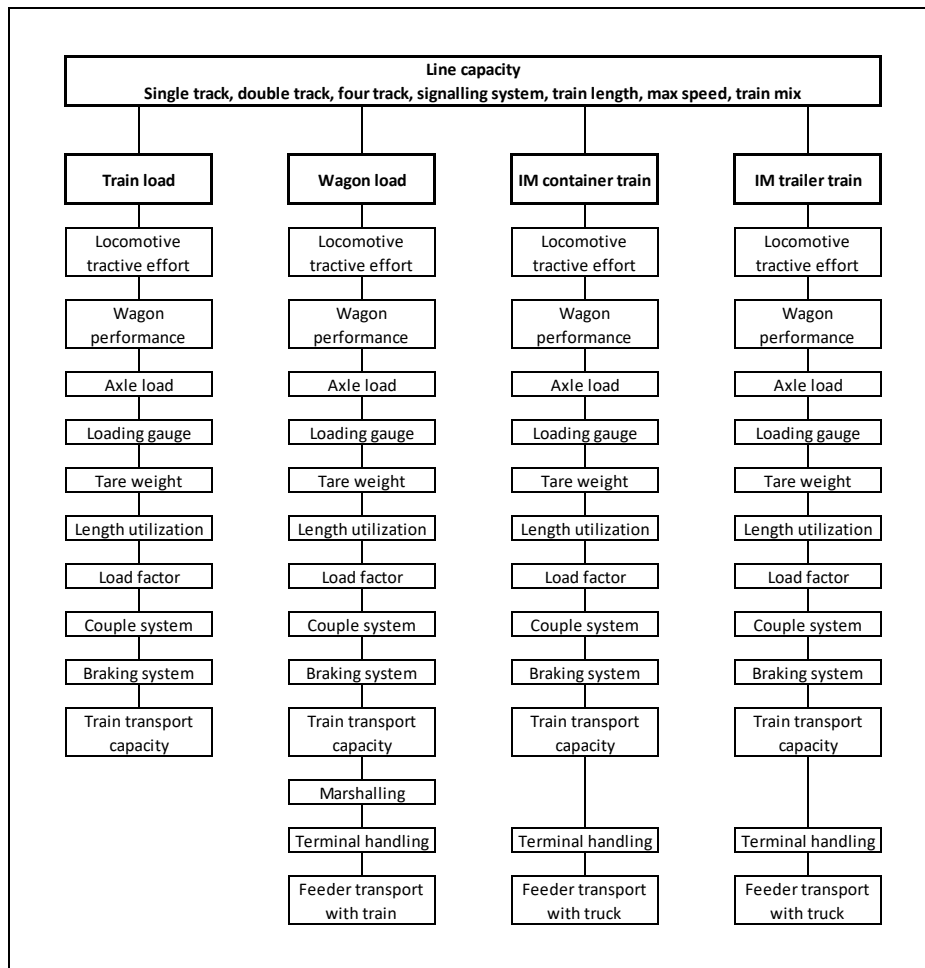 Line capacity
Single track, double track, four track, signalling system, train length, max speed, train mix
Train load
Wagon load
IM container train
IM trailer train
Locomotive
tractive effort
Locomotive
tractive effort
Locomotive
tractive effort
Locomotive
tractive effort
Wagon
performance
Wagon
performance
Wagon
performance
Wagon
performance
Axle load
Axle load
Axle load
Axle load
Loading gauge
Loading gauge
Loading gauge
Loading gauge
Tare weight
Tare weight
Tare weight
Tare weight
Length utilization
Length utilization
Length utilization
Length utilization
Load factor
Load factor
Load factor
Load factor
Couple system
Couple system
Couple system
Couple system
Braking system
Braking system
Braking system
Braking system
Train transport
capacity
Train transport
capacity
Train transport
capacity
Train transport
capacity
Marshalling
Terminal handling
Terminal handling
Terminal handling
Feeder transport
with train
Feeder transport
with truck
Feeder transport
with truck